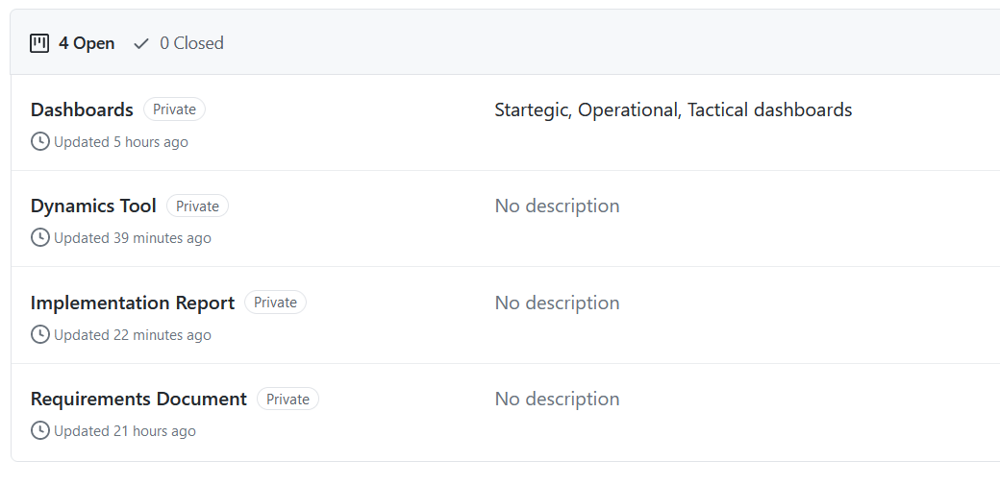 4 Open 0 Closed
Dashboards Private Startegic, Operational, Tactical dashboards
Updated 5 hours ago
Dynamics Tool Private No description
Updated 39 minutes ago
Implementation Report Private No description
Updated 22 minutes ago
Requirements Document Private No description
Updated 21 hours ago